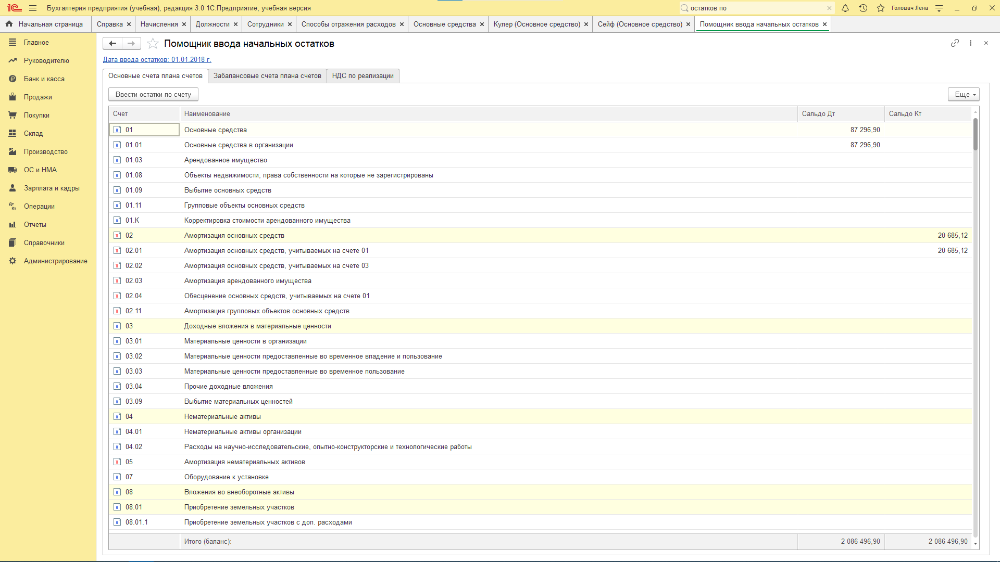 Бухгалтерия предприятия (учебная), редакция 3.0 1С:Предприятие, учебная версия
остатков по
Головач Лена
Начальная страница
Справка
Начисления
Должности
Сотрудники
Способы отражения расходов
Основные средства
Кулер (Основное средство)
Сейф (Основное средство)
Помощник ввода начальных остатков
Главное
Руководителю
Банк и касса
Продажи
Покупки
Склад
Производство
ОС и НМА
Зарплата и кадры
Операции
Отчеты
Справочники
Администрирование
Помощник ввода начальных остатков
Дата ввода остатков: 01.01.2018 г.
Основные счета плана счетов
Забалансовые счета плана счетов
НДС по реализации
Ввести остатки по счету
Еще
Счет Наименование Сальдо Дт Сальдо Кт
01 Основные средства 87 296,90
01.01 Основные средства в организации 87 296,90
01.03 Арендованное имущество
01.08 Объекты недвижимости, права собственности на которые не зарегистрированы
01.09 Выбытие основных средств
01.11 Групповые объекты основных средств
01.К Корректировка стоимости арендованного имущества
02 Амортизация основных средств 20 685,12
02.01 Амортизация основных средств, учитываемых на счете 01 20 685,12
02.02 Амортизация основных средств, учитываемых на счете 03
02.03 Амортизация арендованного имущества
02.04 Обесценение основных средств, учитываемых на счете 01
02.11 Амортизация групповых объектов основных средств
03 Доходные вложения в материальные ценности
03.01 Материальные ценности в организации
03.02 Материальные ценности предоставленные во временное владение и пользование
03.03 Материальные ценности предоставленные во временное пользование
03.04 Прочие доходные вложения
03.09 Выбытие материальных ценностей
04 Нематериальные активы
04.01 Нематериальные активы организации
04.02 Расходы на научно-исследовательские, опытно-конструкторские и технологические работы
05 Амортизация нематериальных активов
07 Оборудование к установке
08 Вложения во внеоборотные активы
08.01 Приобретение земельных участков
08.01.1 Приобретение земельных участков с доп. расходами
Итого (баланс): 2 086 496,90 2 086 496,90